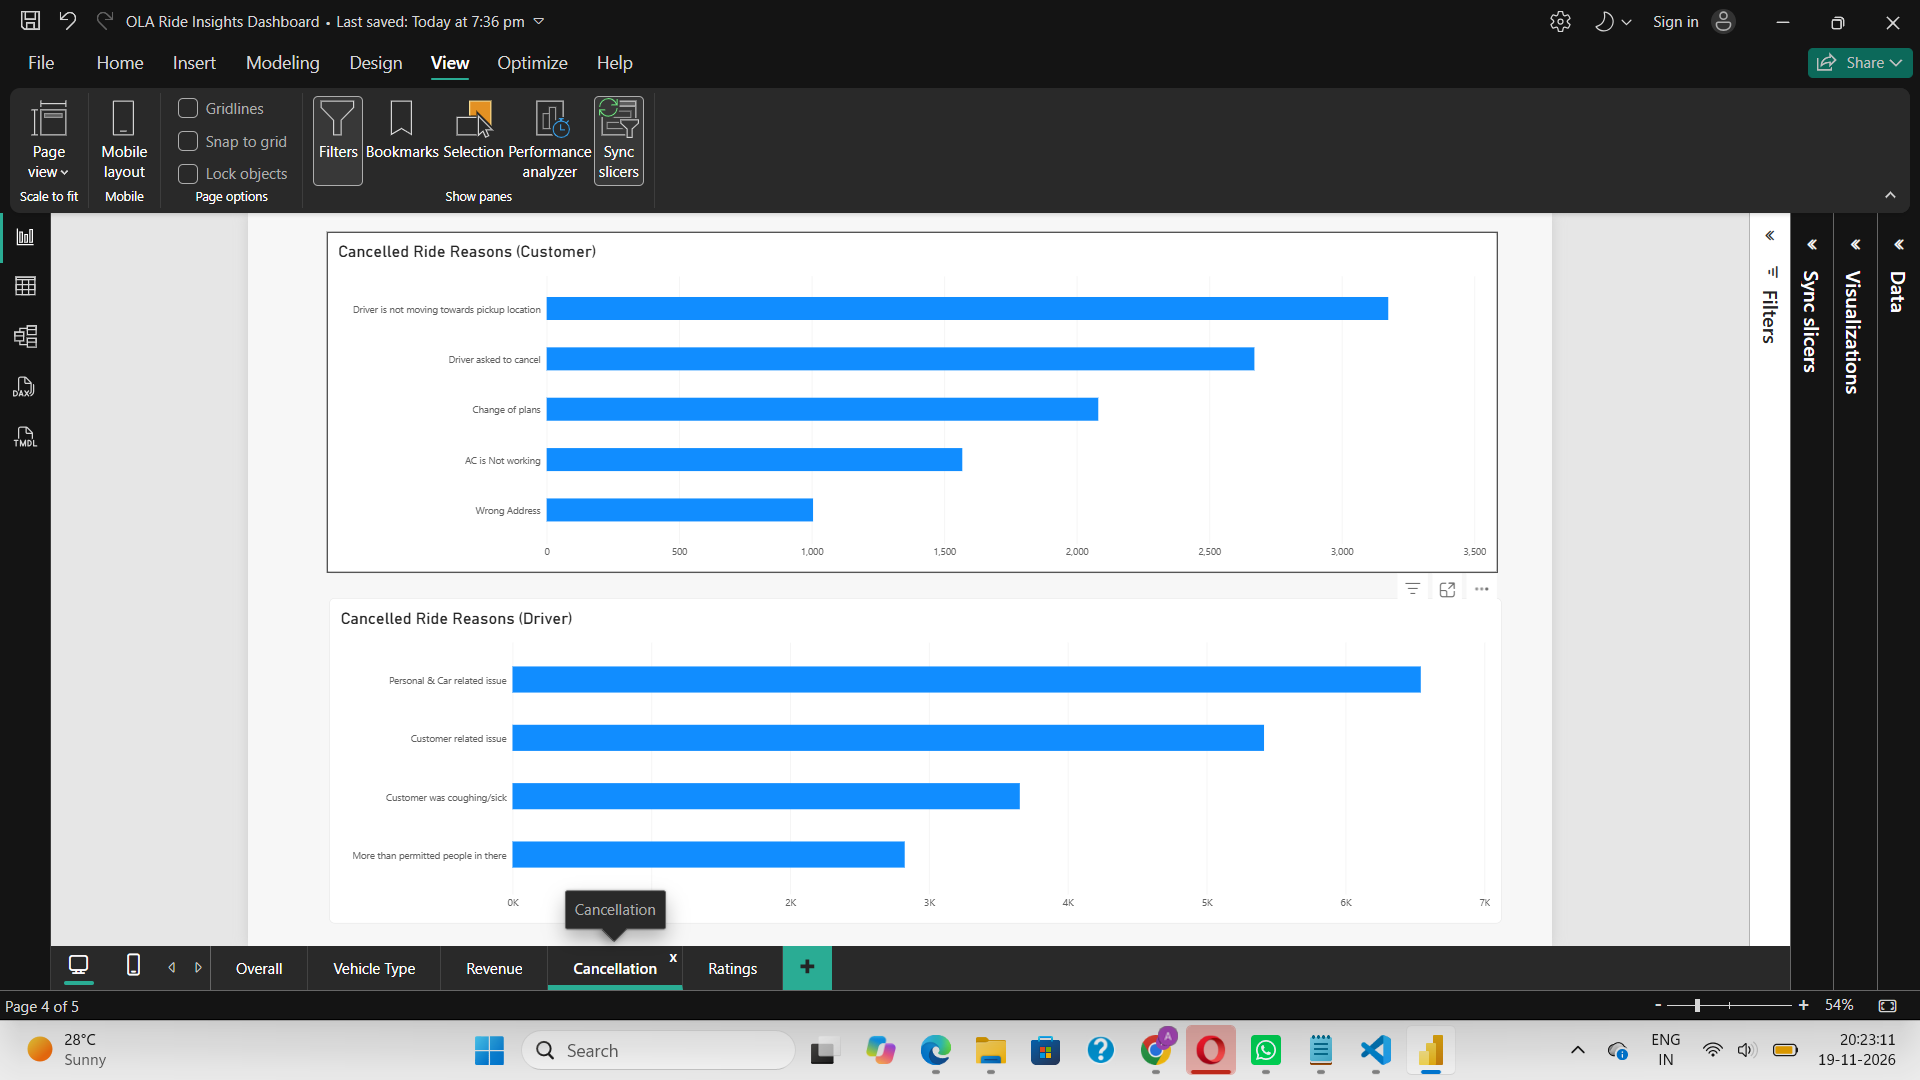 OLA Ride Insights Dashboard • Last saved: Today at 7:36 pm
Sign in
File Home Insert Modeling Design View Optimize Help
Share
Page view
Scale to fit
Mobile layout
Mobile
Gridlines
Snap to grid
Lock objects
Page options
Filters
Bookmarks
Selection
Performance analyzer
Sync slicers
Show panes
DAX
TMDL
Cancelled Ride Reasons (Customer)
Driver is not moving towards pickup location
Driver asked to cancel
Change of plans
AC is Not working
Wrong Address
0 500 1,000 1,500 2,000 2,500 3,000 3,500
Cancelled Ride Reasons (Driver)
Personal & Car related issue
Customer related issue
Customer was coughing/sick
More than permitted people in there
0K 2K 3K 4K 5K 6K 7K
Cancellation
Filters
Sync slicers
Visualizations
Data
Overall Vehicle Type Revenue Cancellation x Ratings +
Page 4 of 5
- + 54%
28°C
Sunny
Search
A
ENG
IN
20:23:11
19-11-2026